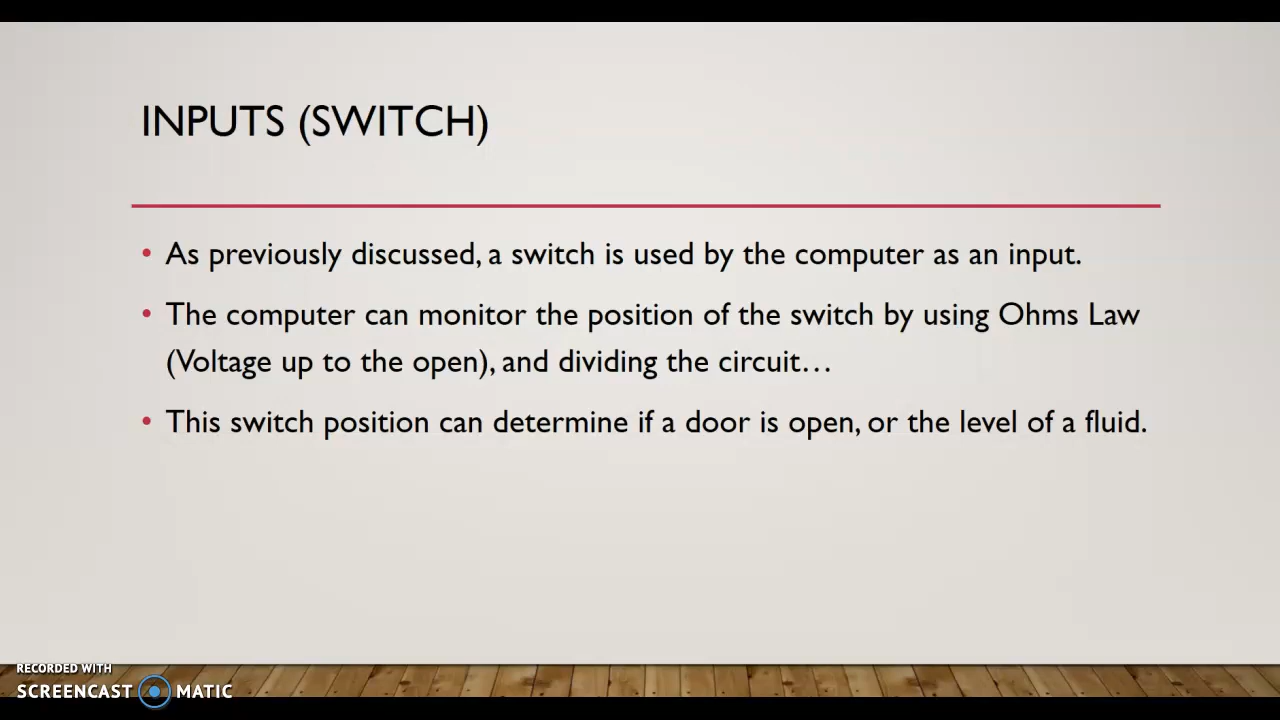 INPUTS (SWITCH)
• As previously discussed, a switch is used by the computer as an input.
• The computer can monitor the position of the switch by using Ohms Law
(Voltage up to the open), and dividing the circuit…
• This switch position can determine if a door is open, or the level of a fluid.
RECORDED WITH
SCREENCAST MATIC